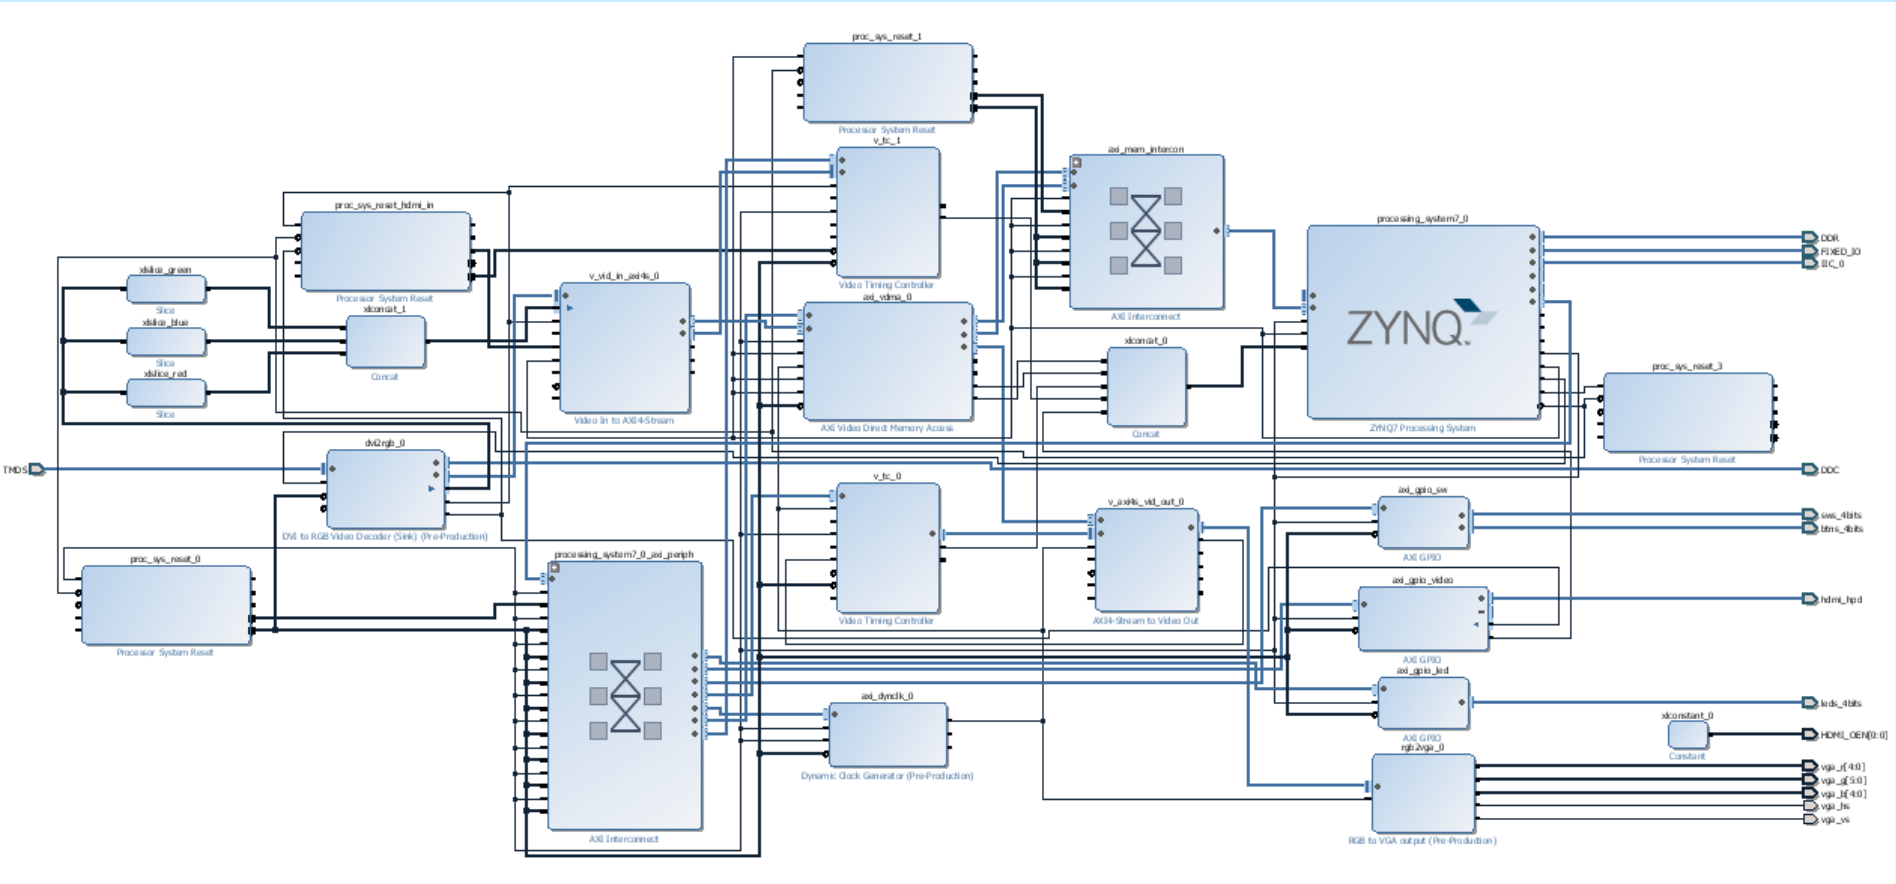 proc_sys_reset_1
Processor System Reset
v_tc_1
Video Timing Controller
axi_mem_intercon
AXI Interconnect
proc_sys_reset_hdmi_in
Processor System Reset
xlslice_green
Slice
xlslice_blue
Slice
xlslice_red
Slice
xlconcat_1
Concat
v_vid_in_axi4s_0
Video In to AXI4-Stream
axi_vdma_0
AXI Video Direct Memory Access
xlconcat_0
Concat
processing_system7_0
ZYNQ
ZYNQ7 Processing System
DDR
FIXED_IO
IIC_0
proc_sys_reset_3
Processor System Reset
TMDS
dvi2rgb_0
DVI to RGB Video Decoder (Sink) (Pre-Production)
DDC
v_tc_0
Video Timing Controller
v_axi4s_vid_out_0
AXI4-Stream to Video Out
axi_gpio_sw
AXI GPIO
sws_4bits
btns_4bits
proc_sys_reset_0
Processor System Reset
processing_system7_0_axi_periph
AXI Interconnect
axi_gpio_video
AXI GPIO
hdmi_hpd
axi_gpio_led
AXI GPIO
leds_4bits
axi_dynclk_0
Dynamic Clock Generator (Pre-Production)
xlconstant_0
Constant
HDMI_OEN[0:0]
rgb2vga_0
RGB to VGA output (Pre-Production)
vga_r[4:0]
vga_g[5:0]
vga_b[4:0]
vga_hs
vga_vs